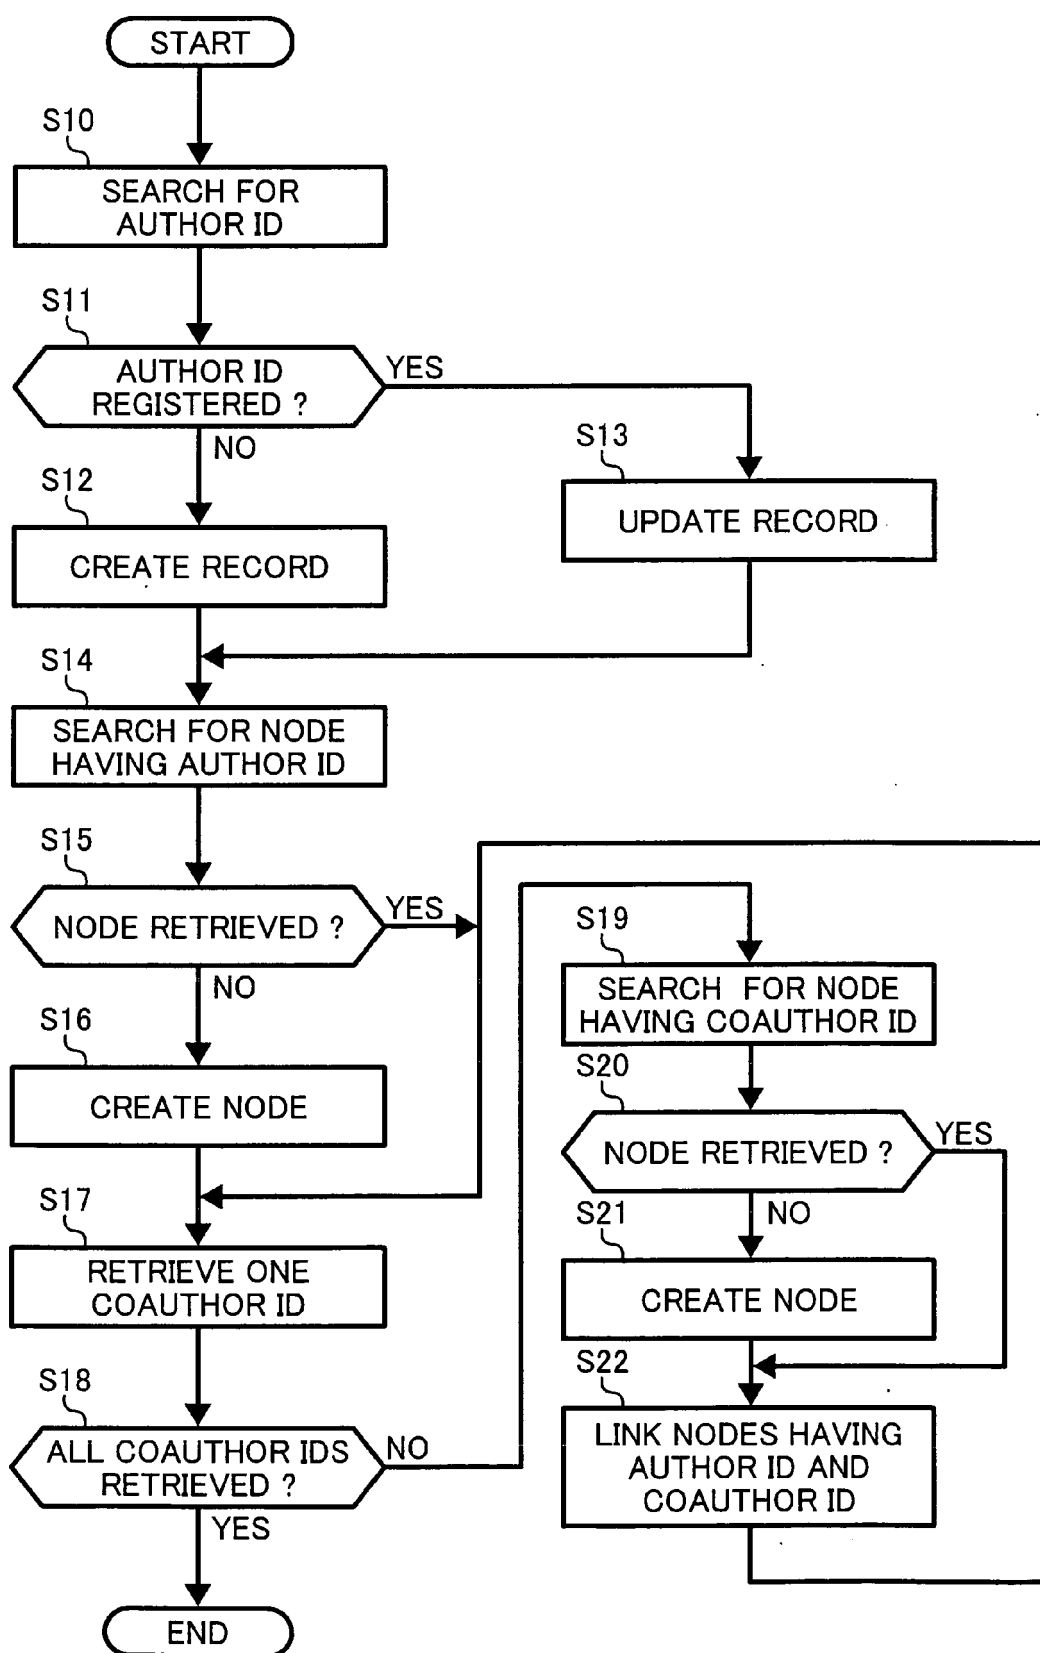 START
S10
SEARCH FOR
AUTHOR ID
S11
AUTHOR ID
REGISTERED ?
YES
NO
S12
CREATE RECORD
S13
UPDATE RECORD
S14
SEARCH FOR NODE
HAVING AUTHOR ID
S15
NODE RETRIEVED ?
YES
NO
S16
CREATE NODE
S17
RETRIEVE ONE
COAUTHOR ID
S18
ALL COAUTHOR IDS
RETRIEVED ?
NO
YES
END
S19
SEARCH FOR NODE
HAVING COAUTHOR ID
S20
NODE RETRIEVED ?
YES
NO
S21
CREATE NODE
S22
LINK NODES HAVING
AUTHOR ID AND
COAUTHOR ID